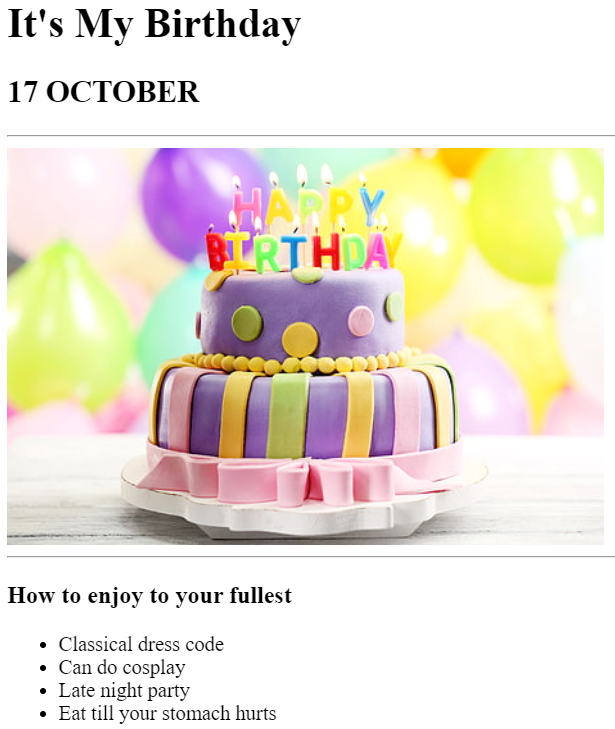 It's My Birthday
17 OCTOBER
HAPPY
BIRTHDAY
How to enjoy to your fullest
Classical dress code
Can do cosplay
Late night party
Eat till your stomach hurts